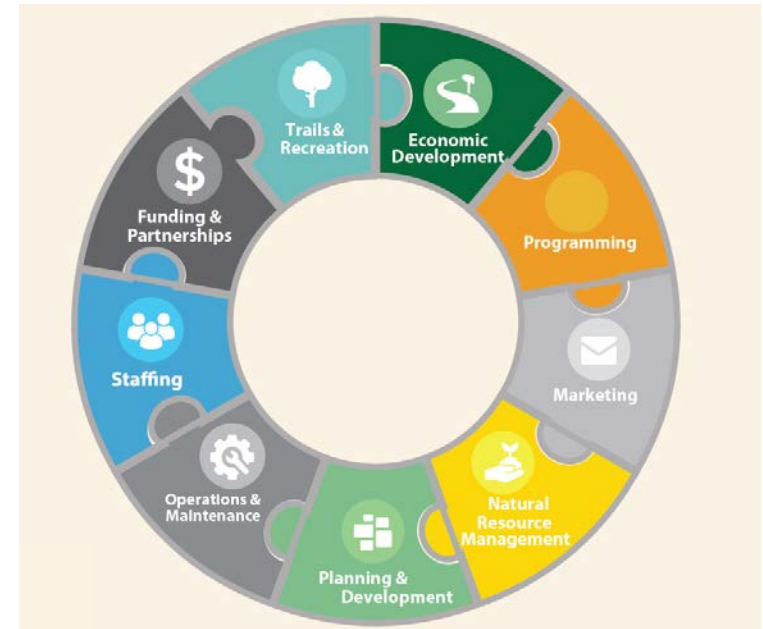 Trails &
Recreation
Economic
Development
Programming
Marketing
Natural
Resource
Management
Planning &
Development
Operations &
Maintenance
Staffing
$
Funding &
Partnerships